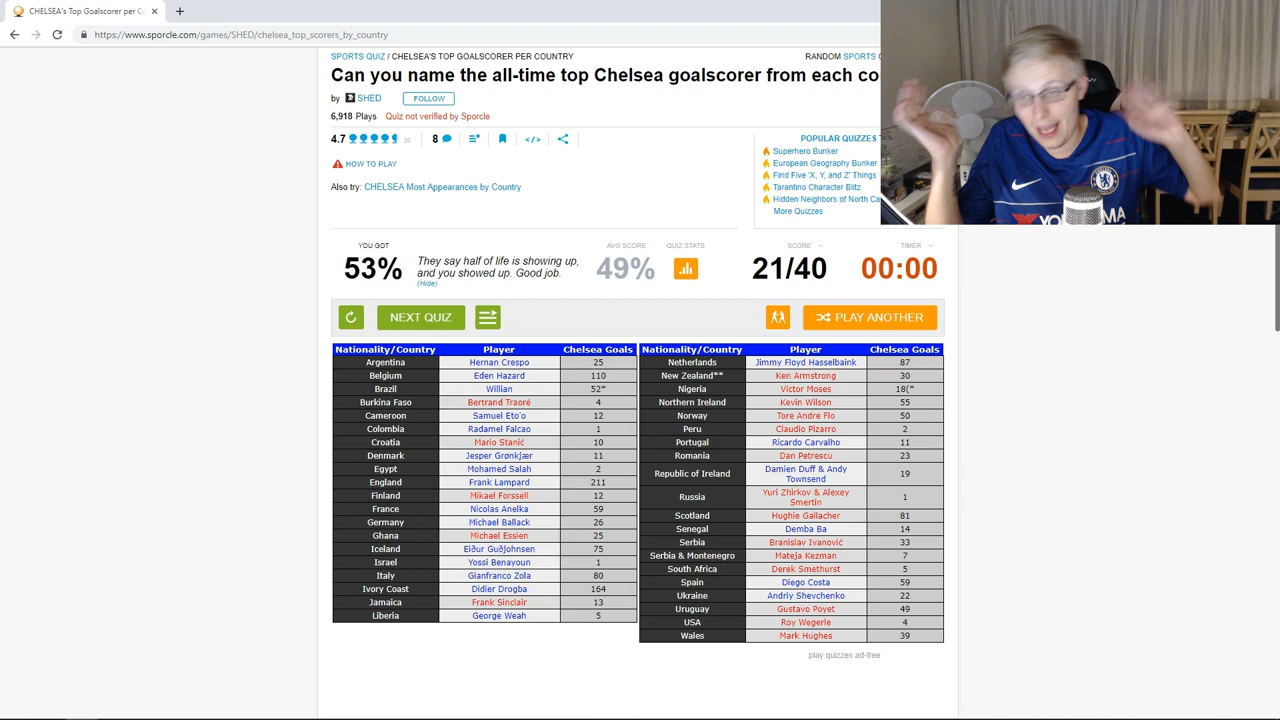 CHELSEA's Top Goalscorer per Co
https://www.sporcle.com/games/SHED/chelsea_top_scorers_by_country
SPORTS QUIZ / CHELSEA'S TOP GOALSCORER PER COUNTRY
RANDOM SPORTS
Can you name the all-time top Chelsea goalscorer from each co
by SHED FOLLOW
6,918 Plays Quiz not verified by Sporcle
4.7 20 8 </>
HOW TO PLAY
Also try: CHELSEA Most Appearances by Country
POPULAR QUIZZES T
Superhero Bunker
European Geography Bunker
Find Five 'X, Y, and Z' Things
Tarantino Character Blitz
Hidden Neighbors of North Ca
More Quizzes
YOU GOT
53%
They say half of life is showing up,
and you showed up. Good job.
(Hide)
AVG SCORE
49%
QUIZ STATS
SCORE
21/40
TIMER
00:00
NEXT QUIZ
PLAY ANOTHER
Nationality/Country Player Chelsea Goals
Argentina Hernan Crespo 25
Belgium Eden Hazard 110
Brazil Willian 52*
Burkina Faso Bertrand Traoré 4
Cameroon Samuel Eto'o 12
Colombia Radamel Falcao 1
Croatia Mario Stanić 10
Denmark Jesper Grønkjær 11
Egypt Mohamed Salah 2
England Frank Lampard 211
Finland Mikael Forssell 12
France Nicolas Anelka 59
Germany Michael Ballack 26
Ghana Michael Essien 25
Iceland Eiður Guðjohnsen 75
Israel Yossi Benayoun 1
Italy Gianfranco Zola 80
Ivory Coast Didier Drogba 164
Jamaica Frank Sinclair 13
Liberia George Weah 5
Nationality/Country Player Chelsea Goals
Netherlands Jimmy Floyd Hasselbaink 87
New Zealand** Ken Armstrong 30
Nigeria Victor Moses 18(*
Northern Ireland Kevin Wilson 55
Norway Tore Andre Flo 50
Peru Claudio Pizarro 2
Portugal Ricardo Carvalho 11
Romania Dan Petrescu 23
Republic of Ireland Damien Duff & Andy
Townsend 19
Russia Yuri Zhirkov & Alexey
Smertin 1
Scotland Hughie Gallacher 81
Senegal Demba Ba 14
Serbia Branislav Ivanović 33
Serbia & Montenegro Mateja Kezman 7
South Africa Derek Smethurst 5
Spain Diego Costa 59
Ukraine Andriy Shevchenko 22
Uruguay Gustavo Poyet 49
USA Roy Wegerle 4
Wales Mark Hughes 39
play quizzes ad-free